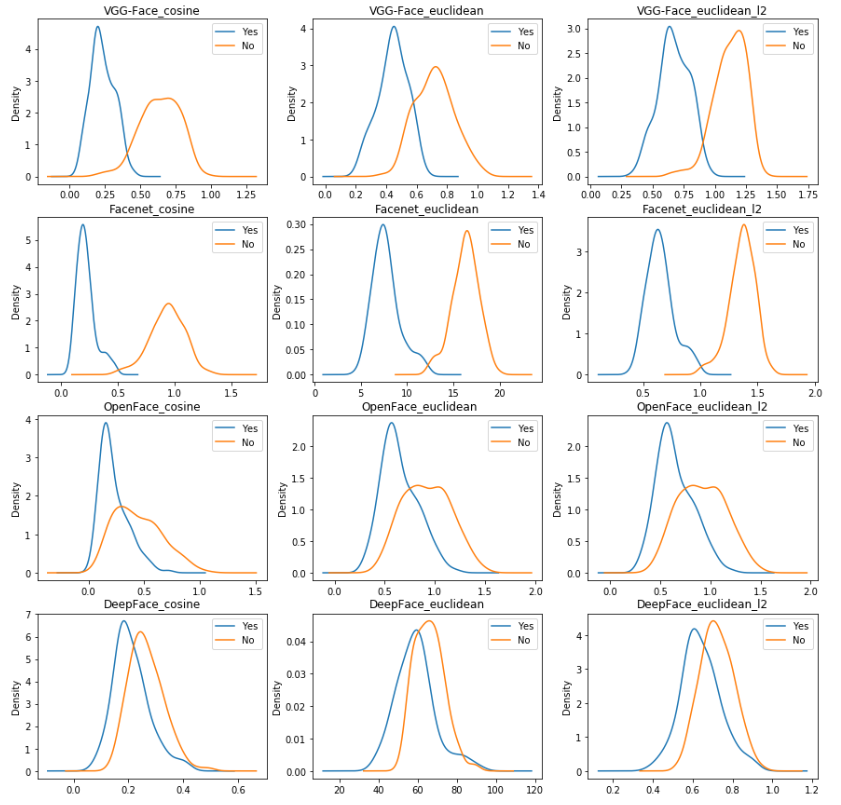 VGG-Face_cosine
Density
4
3
2
1
0
0.00 0.25 0.50 0.75 1.00 1.25
Yes
No
VGG-Face_euclidean
Density
4
3
2
1
0
0.0 0.2 0.4 0.6 0.8 1.0 1.2 1.4
Yes
No
VGG-Face_euclidean_l2
Density
3.0
2.5
2.0
1.5
1.0
0.5
0.0
0.00 0.25 0.50 0.75 1.00 1.25 1.50 1.75
Yes
No
Facenet_cosine
Density
5
4
3
2
1
0
0.0 0.5 1.0 1.5
Yes
No
Facenet_euclidean
Density
0.30
0.25
0.20
0.15
0.10
0.05
0.00
0 5 10 15 20
Yes
No
Facenet_euclidean_l2
Density
3
2
1
0
0.5 1.0 1.5 2.0
Yes
No
OpenFace_cosine
Density
4
3
2
1
0
0.0 0.5 1.0 1.5
Yes
No
OpenFace_euclidean
Density
2.0
1.5
1.0
0.5
0.0
0.0 0.5 1.0 1.5 2.0
Yes
No
OpenFace_euclidean_l2
Density
2.0
1.5
1.0
0.5
0.0
0.0 0.5 1.0 1.5 2.0
Yes
No
DeepFace_cosine
Density
7
6
5
4
3
2
1
0
0.0 0.2 0.4 0.6
Yes
No
DeepFace_euclidean
Density
0.04
0.03
0.02
0.01
0.00
20 40 60 80 100 120
Yes
No
DeepFace_euclidean_l2
Density
4
3
2
1
0
0.2 0.4 0.6 0.8 1.0 1.2
Yes
No